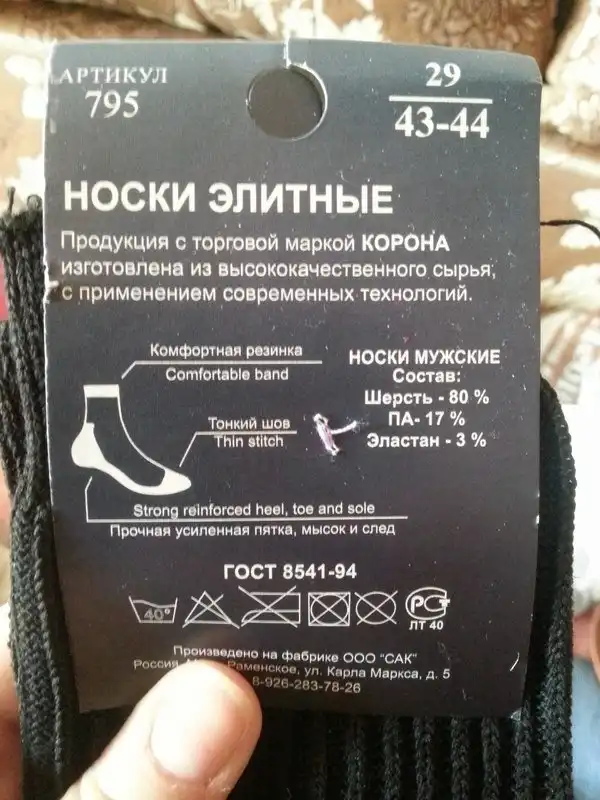 АРТИКУЛ
795
29
43-44
НОСКИ ЭЛИТНЫЕ
Продукция с торговой маркой КОРОНА
изготовлена из высококачественного сырья,
с применением современных технологий.
Комфортная резинка
Comfortable band
Тонкий шов
Thin stitch
Strong reinforced heel, toe and sole
Прочная усиленная пятка, мысок и след
НОСКИ МУЖСКИЕ
Состав:
Шерсть - 80 %
ПА- 17 %
Эластан - 3 %
ГОСТ 8541-94
40°
РСТ
ЛТ 40
Произведено на фабрике ООО "САК"
Россия, Раменское, ул. Карла Маркса, д. 5
8-926-283-78-26